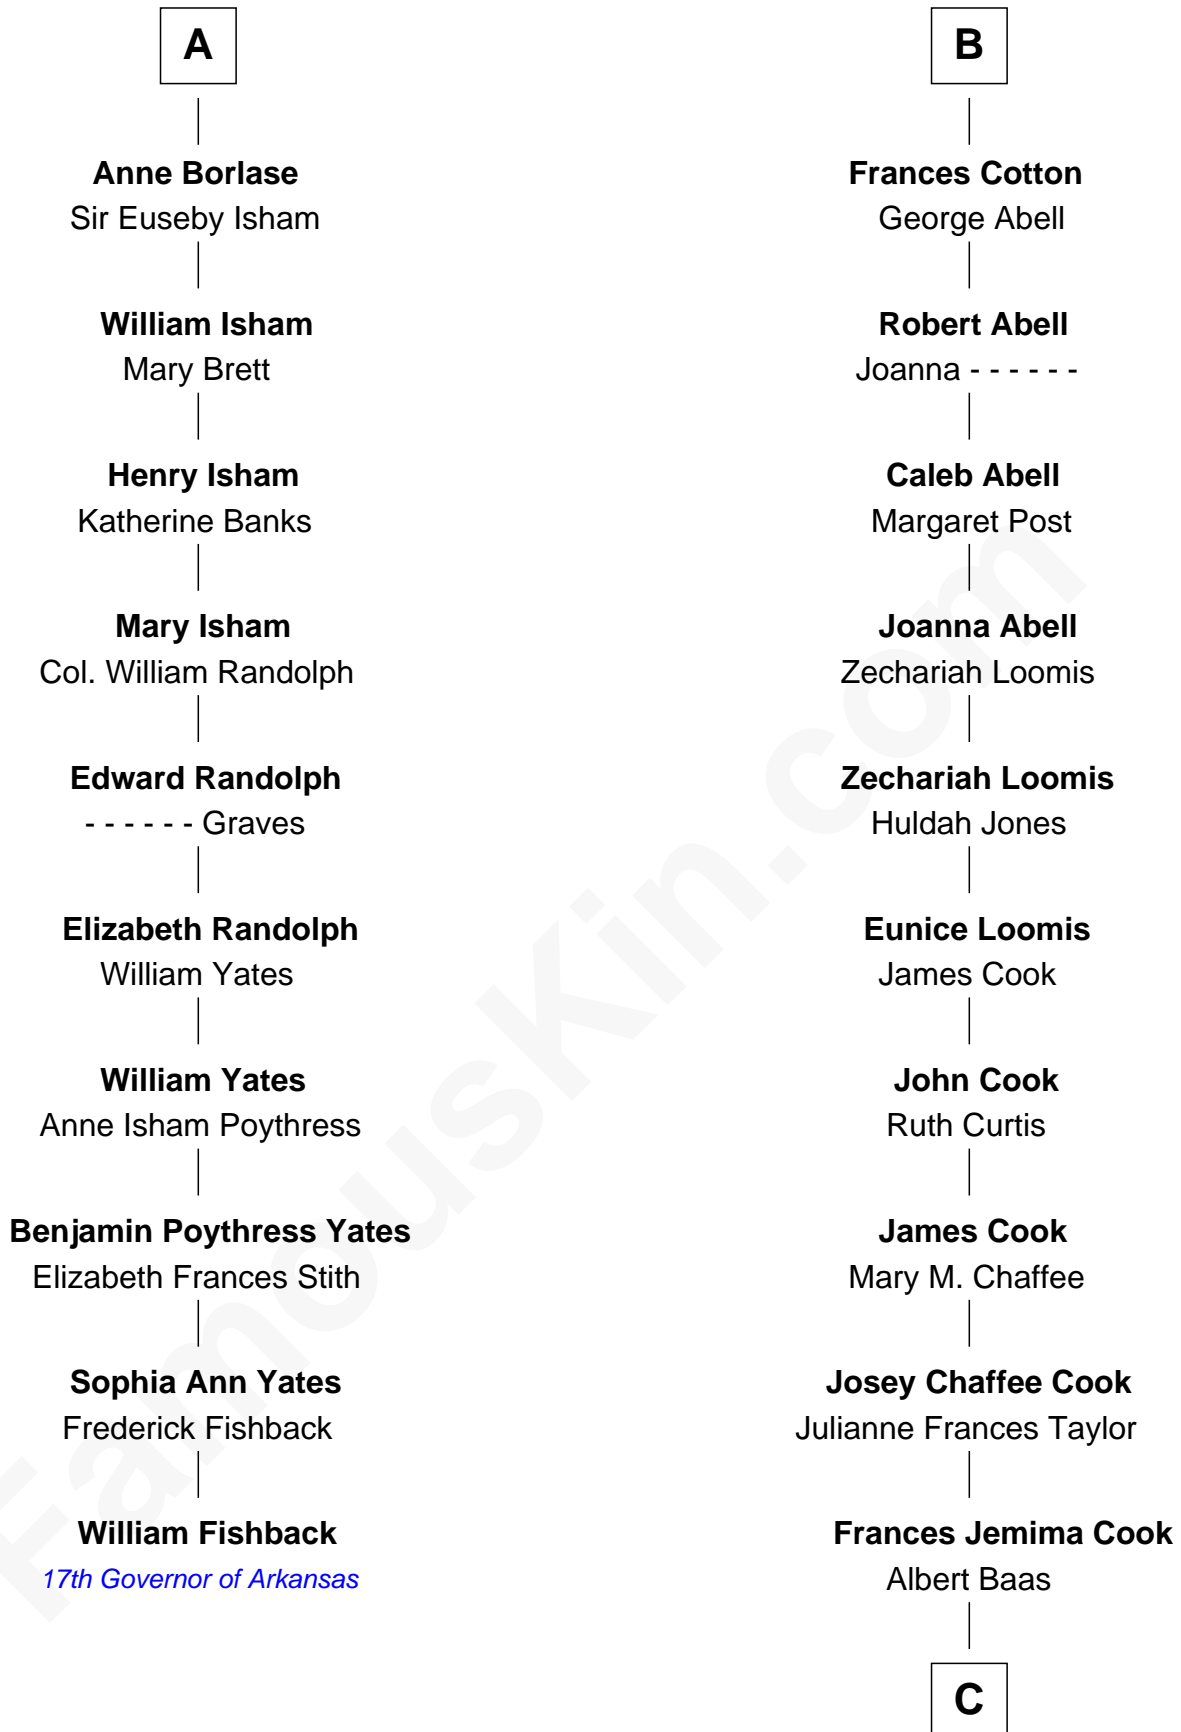 A
Anne Borlase
Sir Euseby Isham
William Isham
Mary Brett
Henry Isham
Katherine Banks
Mary Isham
Col. William Randolph
Edward Randolph
- - - - - - Graves
Elizabeth Randolph
William Yates
William Yates
Anne Isham Poythress
Benjamin Poythress Yates
Elizabeth Frances Stith
Sophia Ann Yates
Frederick Fishback
William Fishback
17th Governor of Arkansas
B
Frances Cotton
George Abell
Robert Abell
Joanna - - - - - -
Caleb Abell
Margaret Post
Joanna Abell
Zechariah Loomis
Zechariah Loomis
Huldah Jones
Eunice Loomis
James Cook
John Cook
Ruth Curtis
James Cook
Mary M. Chaffee
Josey Chaffee Cook
Julianne Frances Taylor
Frances Jemima Cook
Albert Baas
C
FamousKin.com